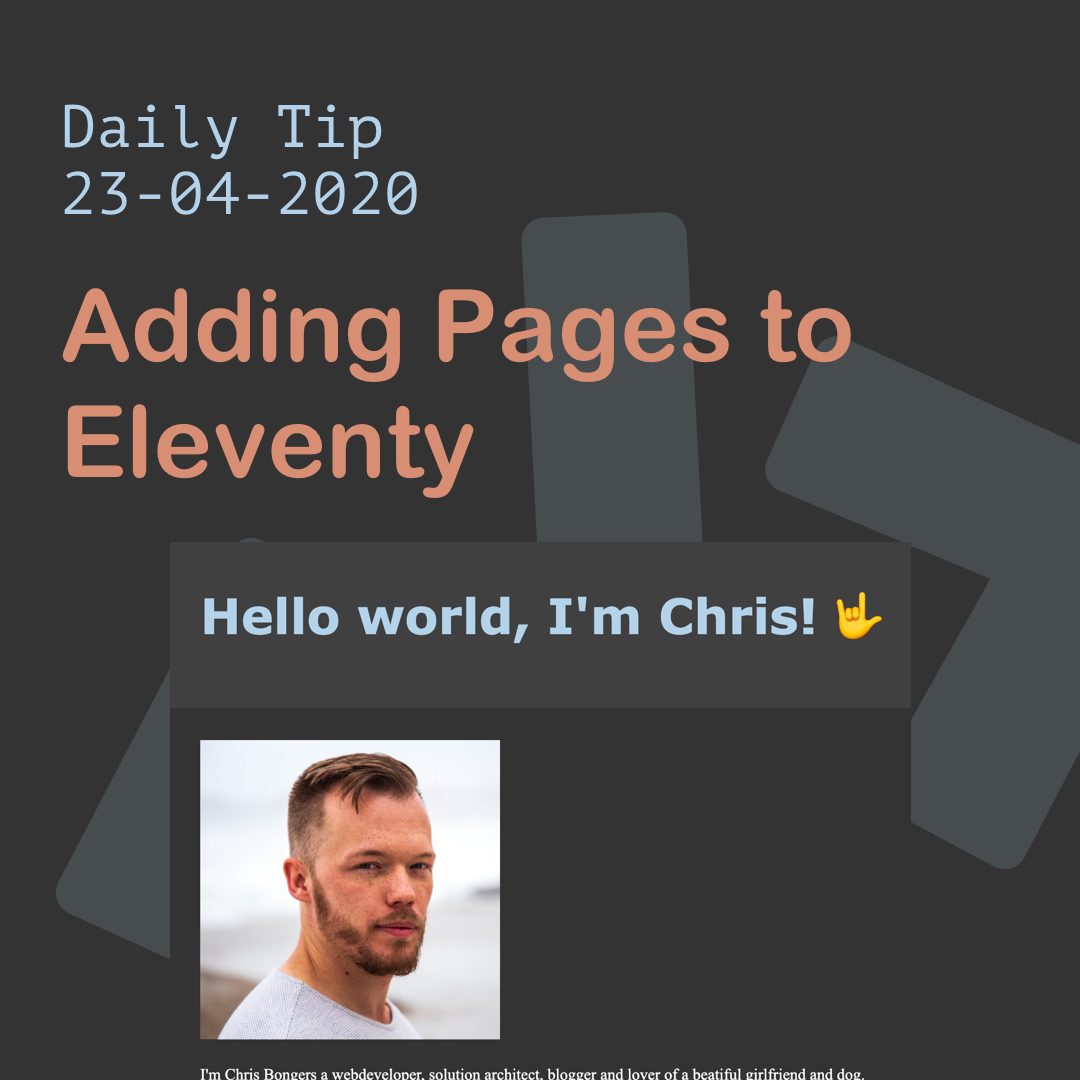 Daily Tip
23-04-2020
Adding Pages to
Eleventy
Hello world, I'm Chris! 🤟
I'm Chris Bongers a webdeveloper, solution architect, blogger and lover of a beatiful girlfriend and dog.